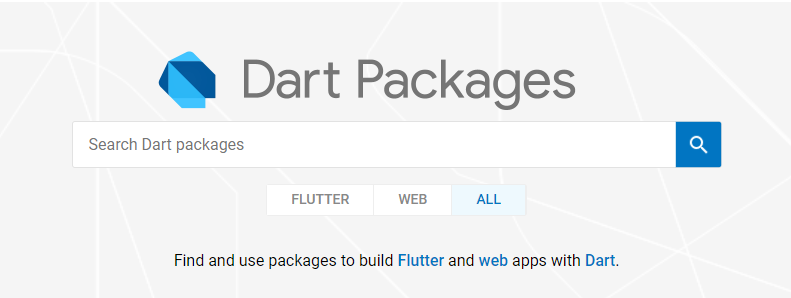 Dart Packages
Search Dart packages
FLUTTER WEB ALL
Find and use packages to build Flutter and web apps with Dart.